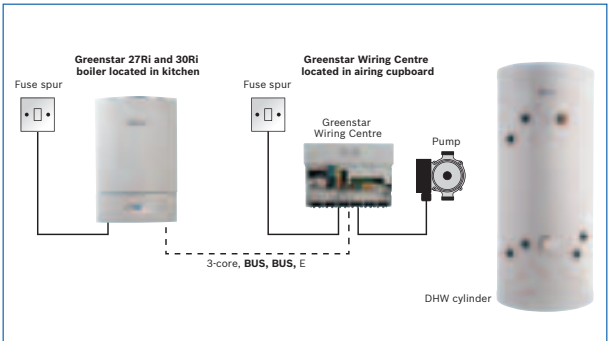 Greenstar 27Ri and 30Ri
boiler located in kitchen
Fuse spur
Greenstar Wiring Centre
located in airing cupboard
Fuse spur
Greenstar
Wiring Centre
Pump
3-core, BUS, BUS, E
DHW cylinder